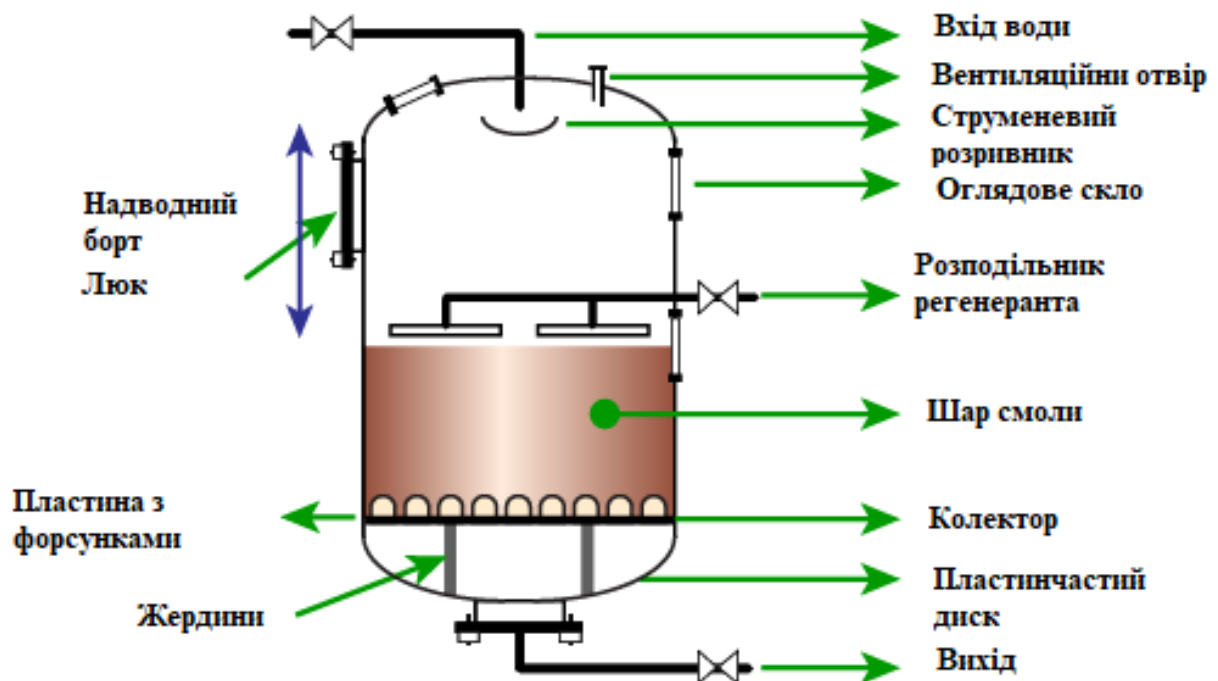 Вхід води
Вентиляційни отвір
Струменевий
розривник
Оглядове скло
Надводний
борт
Люк
Розподільник
регенеранта
Шар смоли
Пластина з
форсунками
Колектор
Жердини
Пластинчастий
диск
Вихід